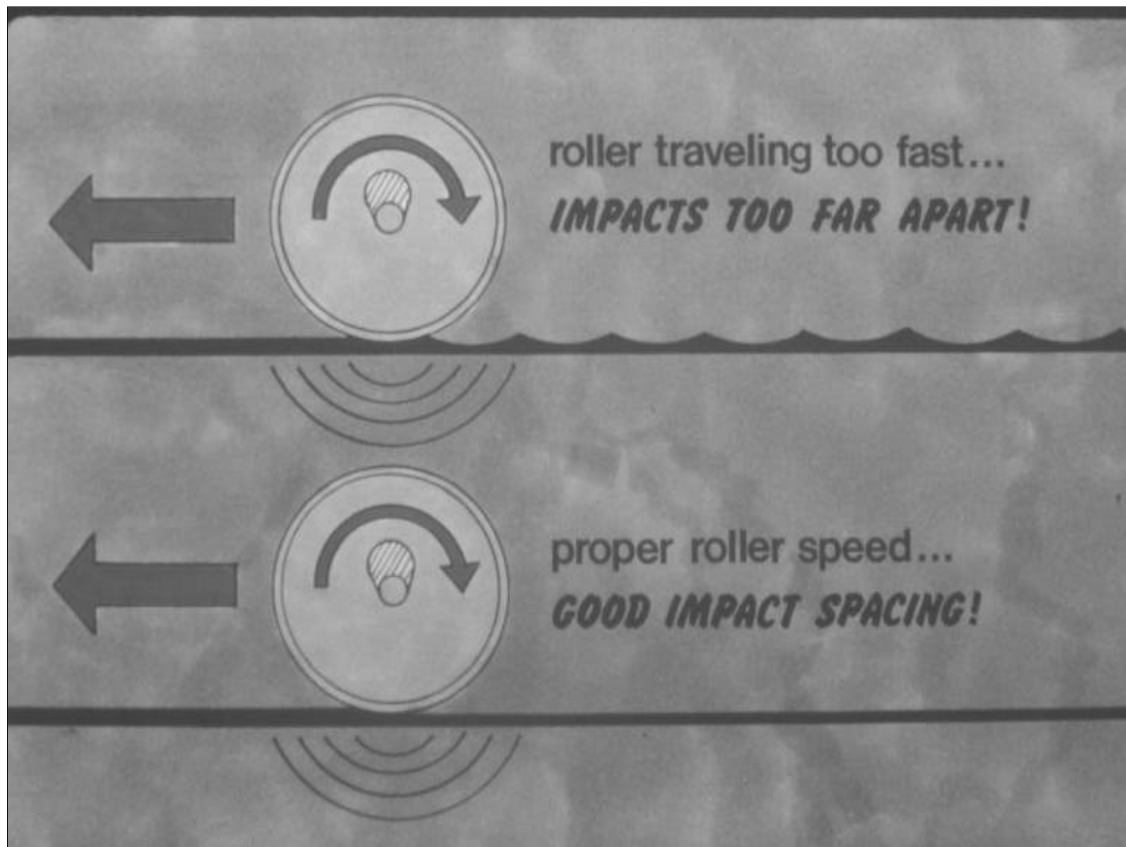 roller traveling too fast...
IMPACTS TOO FAR APART!
proper roller speed...
GOOD IMPACT SPACING!